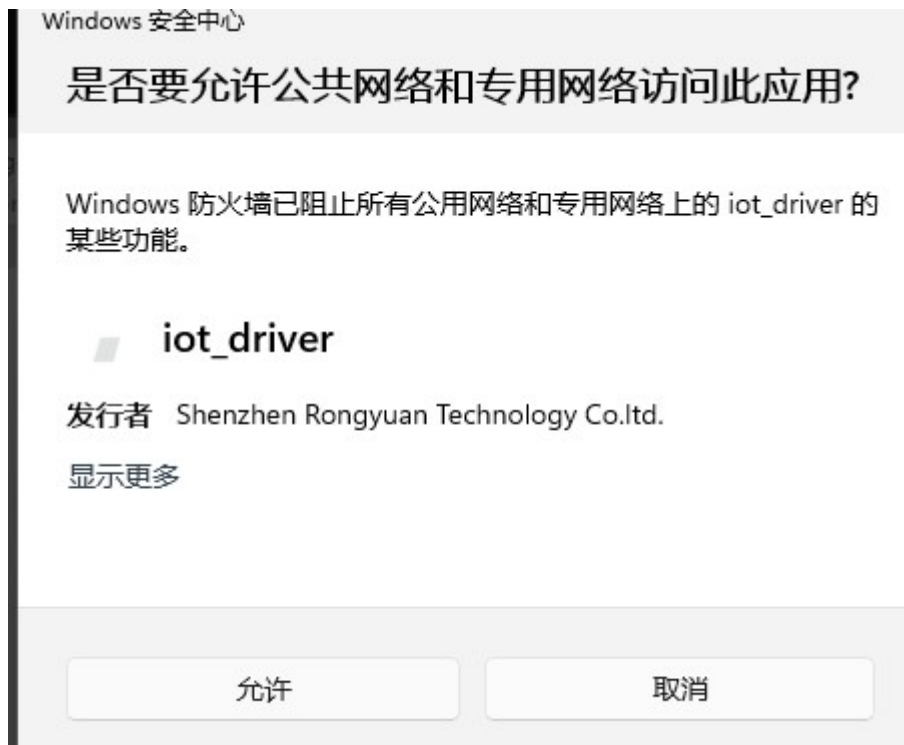 Windows 安全中心
是否要允许公共网络和专用网络访问此应用?
Windows 防火墙已阻止所有公用网络和专用网络上的 iot_driver 的
某些功能。
iot_driver
发行者 Shenzhen Rongyuan Technology Co.ltd.
显示更多
允许 取消